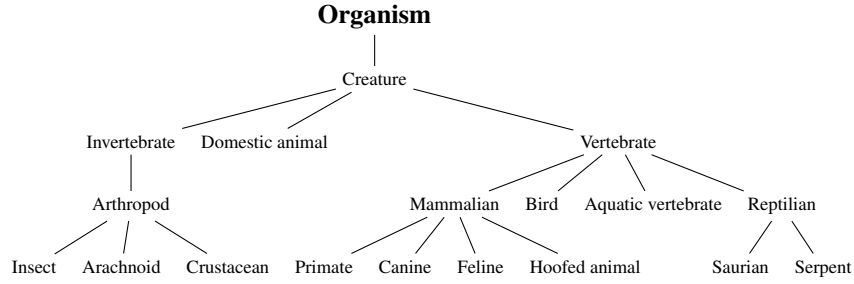 Organism
Creature
Invertebrate Domestic animal Vertebrate
Arthropod Mammalian Bird Aquatic vertebrate Reptilian
Insect Arachnoid Crustacean Primate Canine Feline Hoofed animal Saurian Serpent